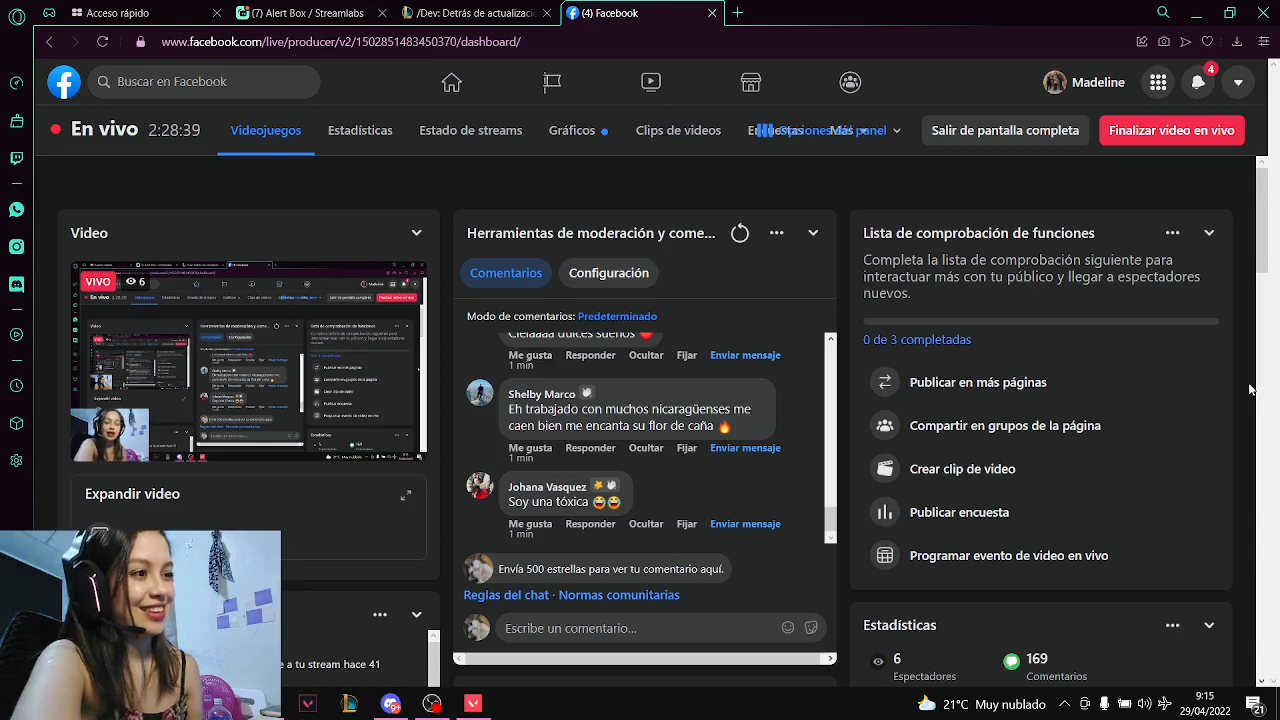 Acceso rápido
(2) Alert Box / Streamlabs
/Dev: Detrás de actualizació
(4) Facebook
www.facebook.com/live/producer/v2/1502851483450370/dashboard/
Buscar en Facebook
Madeline
4
En vivo 2:28:39
Videojuegos
Estadísticas
Estado de streams
Gráficos
Clips de videos
Salir de pantalla completa
Finalizar video en vivo
Video
VIVO 6
Expandir video
e a tu stream hace 41
Herramientas de moderación y come...
Comentarios
Configuración
Modo de comentarios: Predeterminado
Me gusta Responder Ocultar Fijar Enviar mensaje
1 min
Shelby Marco
Eh trabajado con muchos nicaragüenses me
caen bien me encanta la flor de caña 🔥
Me gusta Responder Ocultar Fijar Enviar mensaje
1 min
Johana Vasquez
Soy una tóxica 😆😂
Me gusta Responder Ocultar Fijar Enviar mensaje
1 min
Envía 500 estrellas para ver tu comentario aquí.
Reglas del chat · Normas comunitarias
Escribe un comentario...
Lista de comprobación de funciones
Completa la lista de comprobación siguiente para
interactuar más con tu público y llegar a espectadores
nuevos.
de 3 completadas
Publicar en más páginas
Compartir en grupos de la página
Crear clip de video
Publicar encuesta
Programar evento de video en vivo
Estadísticas
6
Espectadores
169
Comentarios
21°C Muy nublado
9:15
29/04/2022
21